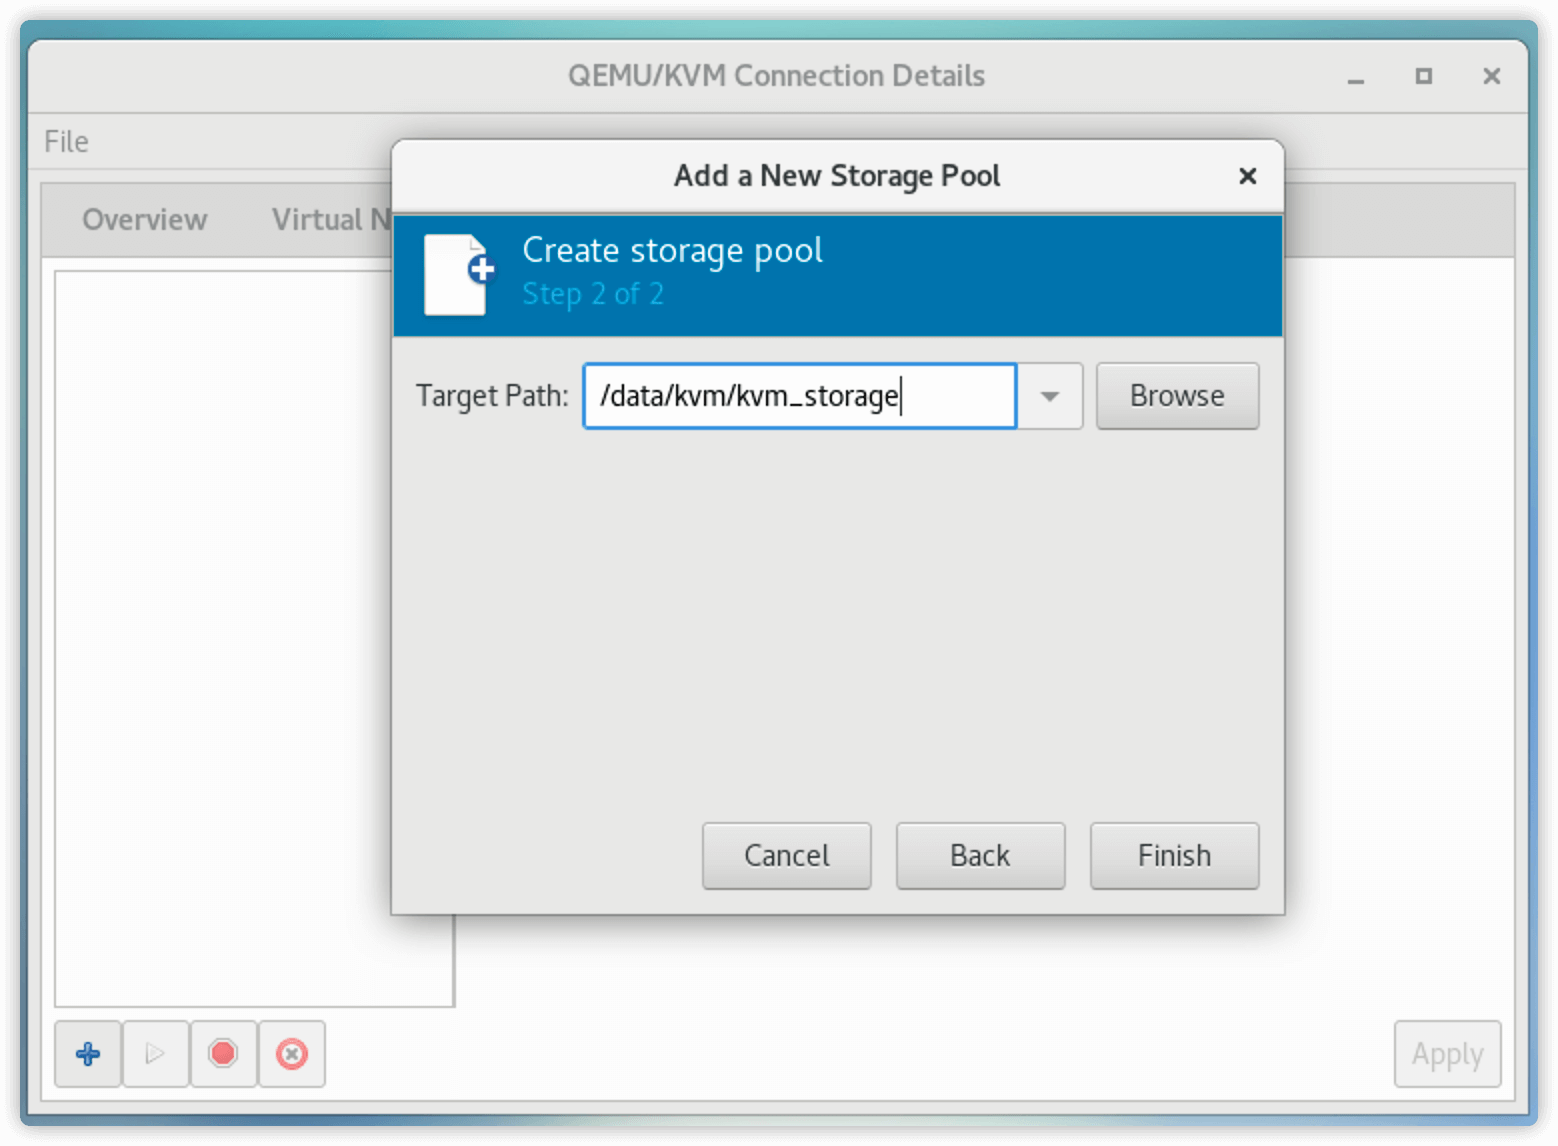 QEMU/KVM Connection Details
File
Add a New Storage Pool
Overview
Virtual N
Create storage pool
Step 2 of 2
Target Path:
/data/kvm/kvm_storage
Browse
Cancel
Back
Finish
Apply